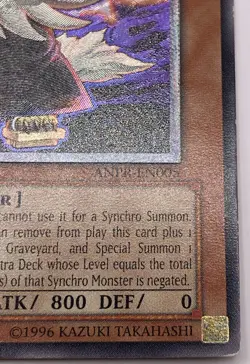 ANPR-EN005
R]
cannot use it for a Synchro Summon.
an remove from play this card plus 1
Graveyard, and Special Summon 1
tra Deck whose Level equals the total
s) of that Synchro Monster is negated.
ATK/ 800 DEF/ 0
©1996 KAZUKI TAKAHASHI